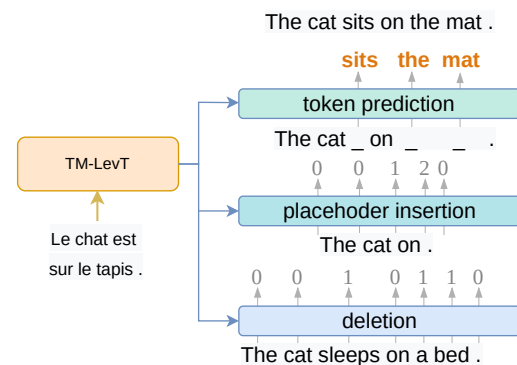 The cat sits on the mat .
sits the mat
token prediction
The cat _ on _ _ .
0 0 1 2 0
placehoder insertion
The cat on .
0 0 1 0 1 1 0
deletion
The cat sleeps on a bed .
TM-LevT
Le chat est
sur le tapis .